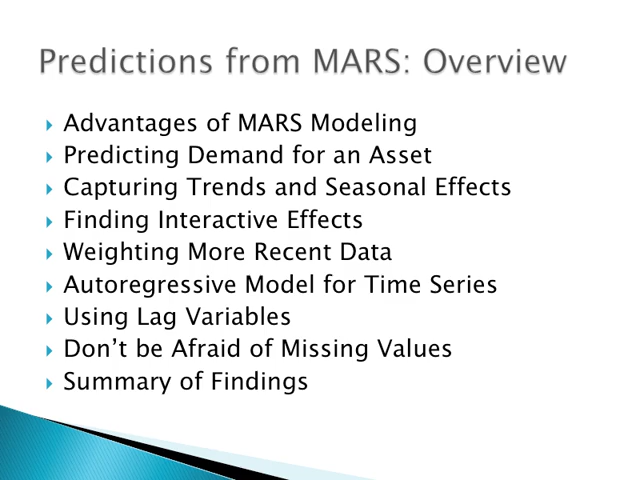 Predictions from MARS: Overview
Advantages of MARS Modeling
Predicting Demand for an Asset
Capturing Trends and Seasonal Effects
Finding Interactive Effects
Weighting More Recent Data
Autoregressive Model for Time Series
Using Lag Variables
Don’t be Afraid of Missing Values
Summary of Findings